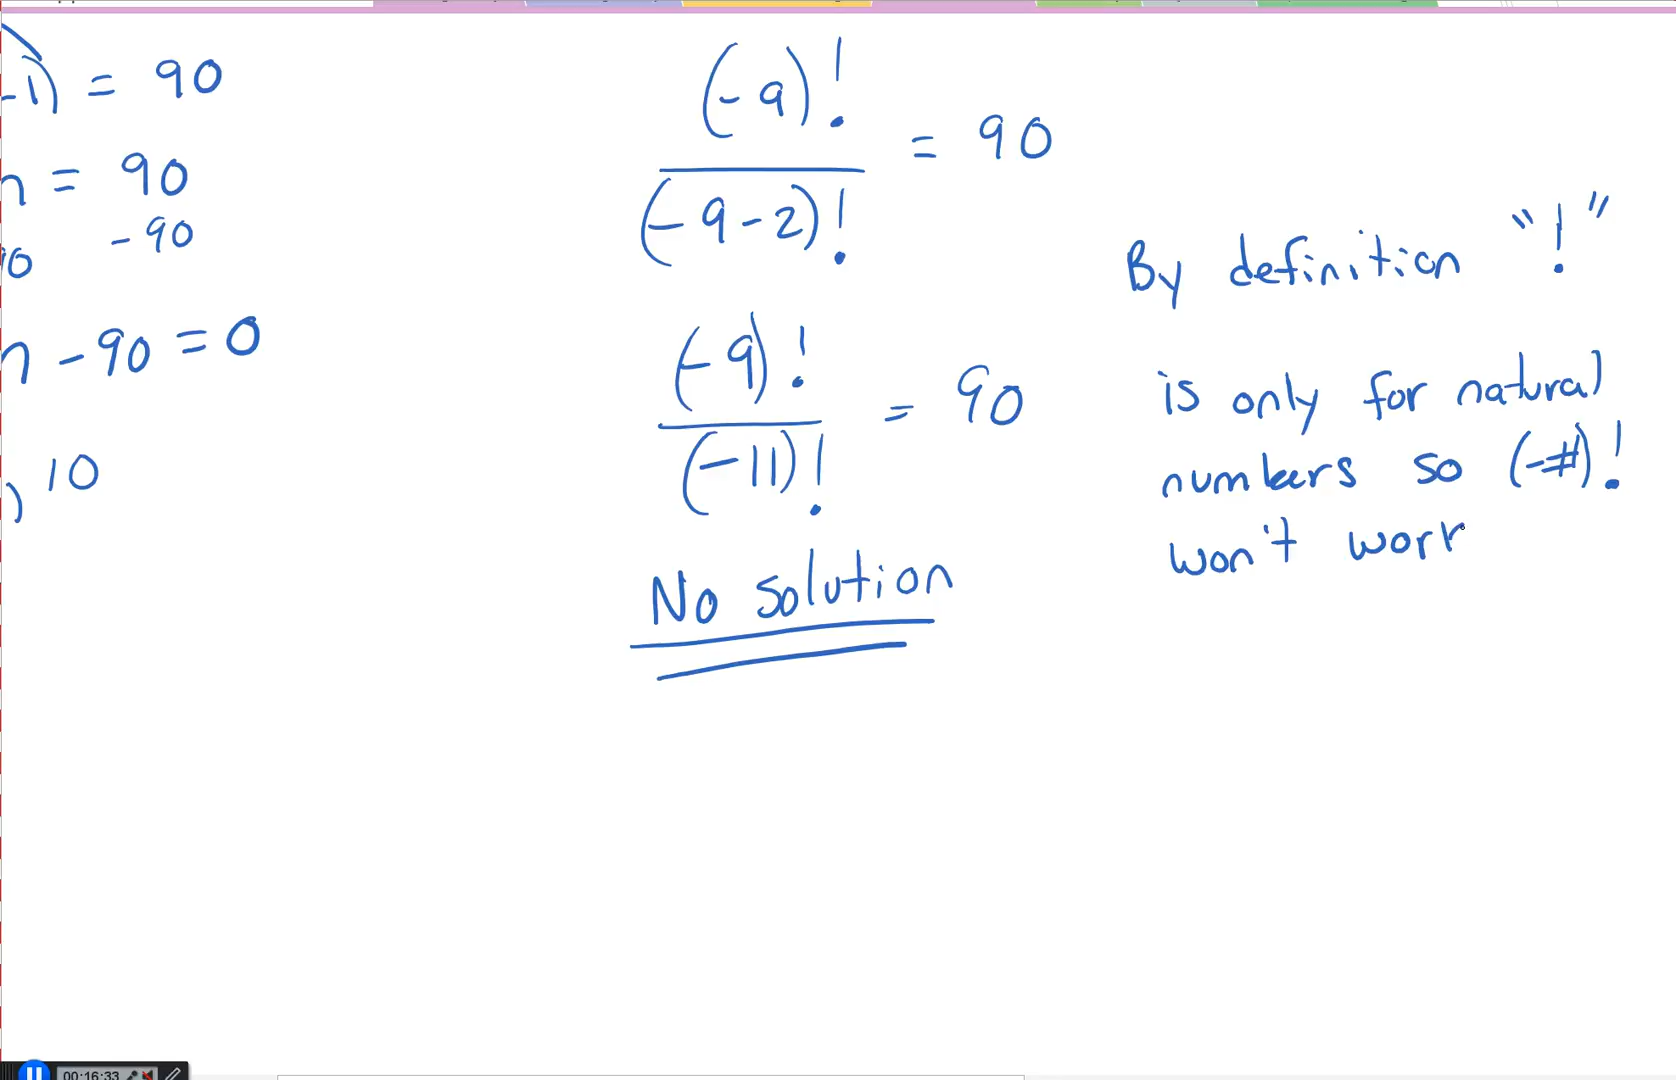 -1) = 90
n = 90
-90
n - 90 = 0
) 10
(-9)!
(-9-2)!
= 90
(-9)!
(-11)!
= 90
No solution
By definition "!"
is only for natural
numbers so (-#)!
won't work
00:16:33